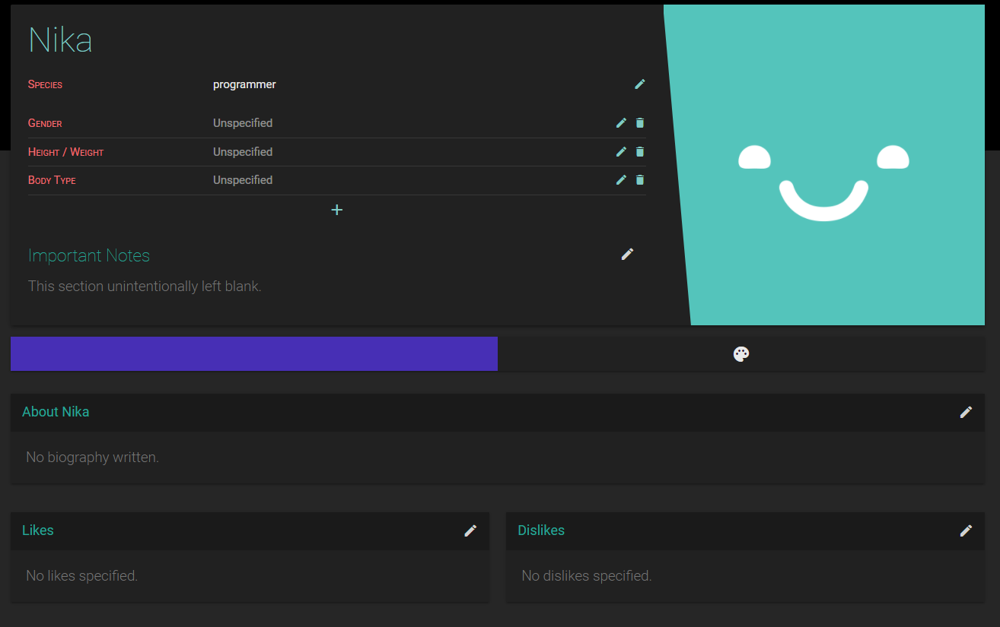 Nika
Species programmer
Gender Unspecified
Height / Weight Unspecified
Body Type Unspecified
+
Important Notes
This section unintentionally left blank.
About Nika
No biography written.
Likes
No likes specified.
Dislikes
No dislikes specified.